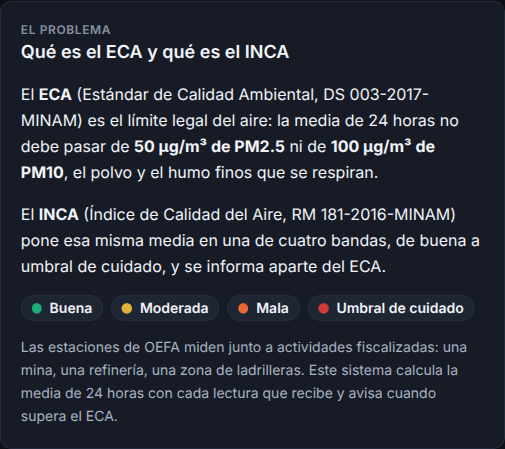 EL PROBLEMA
Qué es el ECA y qué es el INCA
El ECA (Estándar de Calidad Ambiental, DS 003-2017-
MINAM) es el límite legal del aire: la media de 24 horas no
debe pasar de 50 µg/m³ de PM2.5 ni de 100 µg/m³ de
PM10, el polvo y el humo finos que se respiran.
El INCA (Índice de Calidad del Aire, RM 181-2016-MINAM)
pone esa misma media en una de cuatro bandas, de buena a
umbral de cuidado, y se informa aparte del ECA.
Buena Moderada Mala Umbral de cuidado
Las estaciones de OEFA miden junto a actividades fiscalizadas: una
mina, una refinería, una zona de ladrilleras. Este sistema calcula la
media de 24 horas con cada lectura que recibe y avisa cuando
supera el ECA.